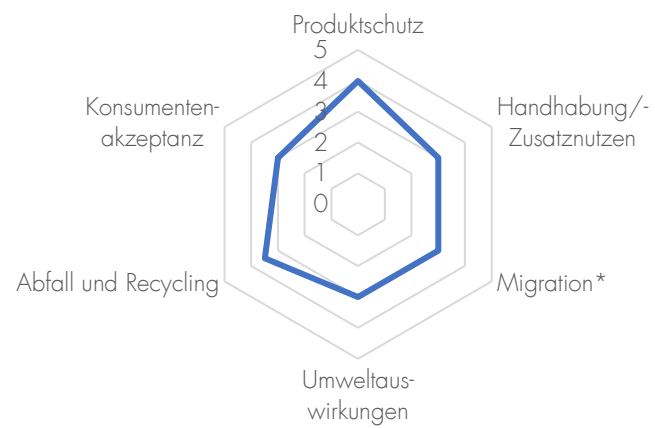 Produktschutz
5
4
3
2
1
0
Konsumenten-
akzeptanz
Handhabung/-
Zusatznutzen
Abfall und Recycling
Migration*
Umweltaus-
wirkungen